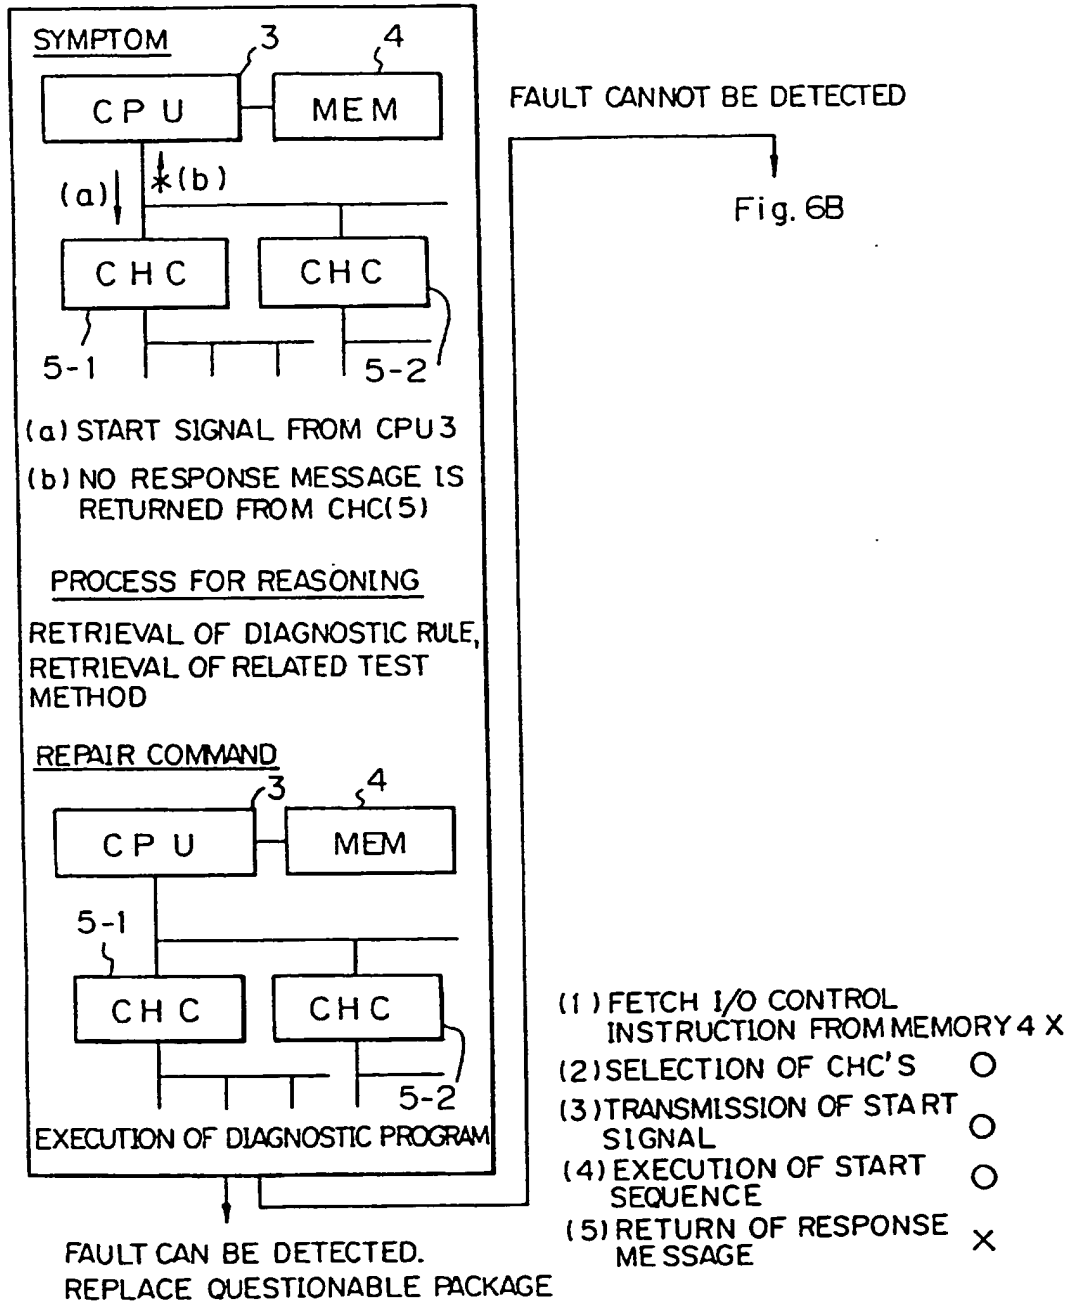 SYMPTOM
3
4
CPU
MEM
(a)
(b)
CHC
CHC
5-1
5-2
(a) START SIGNAL FROM CPU 3
(b) NO RESPONSE MESSAGE IS
RETURNED FROM CHC(5)
PROCESS FOR REASONING
RETRIEVAL OF DIAGNOSTIC RULE,
RETRIEVAL OF RELATED TEST
METHOD
REPAIR COMMAND
3
4
CPU
MEM
5-1
CHC
CHC
5-2
EXECUTION OF DIAGNOSTIC PROGRAM
FAULT CAN BE DETECTED.
REPLACE QUESTIONABLE PACKAGE
FAULT CANNOT BE DETECTED
Fig. 6B
(1) FETCH I/O CONTROL
INSTRUCTION FROM MEMORY 4 X
(2) SELECTION OF CHC'S O
(3) TRANSMISSION OF START
SIGNAL O
(4) EXECUTION OF START
SEQUENCE O
(5) RETURN OF RESPONSE
MESSAGE X